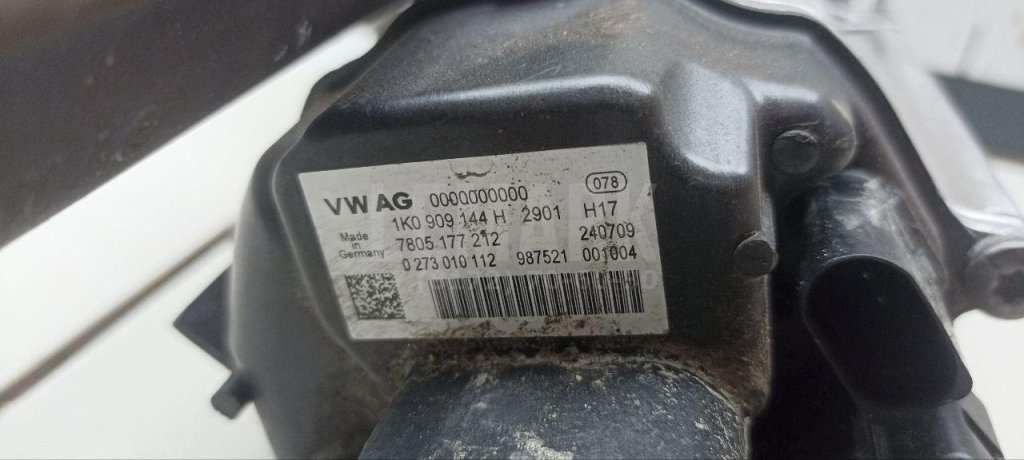 VW AG 0000000000 078
1K0 909 144 H 2901 H17
Made in Germany 7805 177 212 240709
0 273 010 112 987521 001004